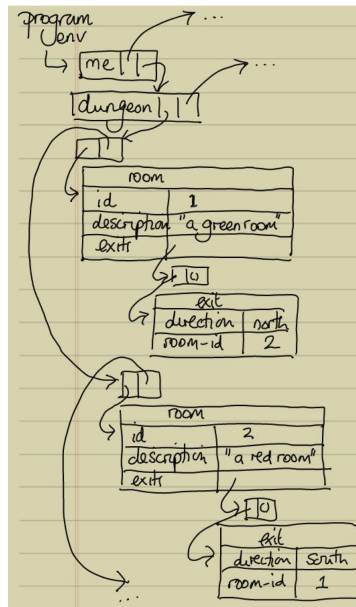 program
env
me
...
dungeon
...
room
id 1
description "a green room"
exits
0
exit
direction north
room-id 2
room
id 2
description "a red room"
exits
0
exit
direction south
room-id 1
...